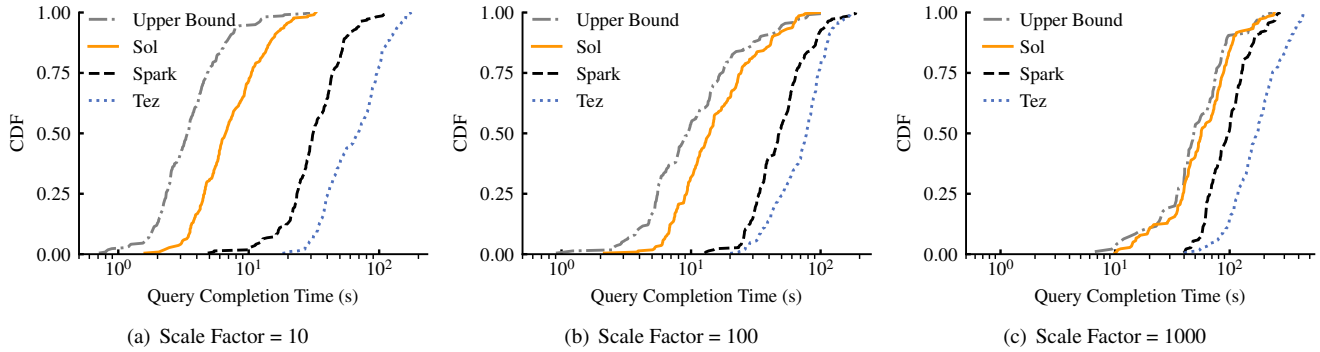 1.00
0.75
0.50
0.25
0.00
CDF
Upper Bound
Sol
Spark
Tez
10^0
10^1
10^2
Query Completion Time (s)
(a) Scale Factor = 10
1.00
0.75
0.50
0.25
0.00
CDF
Upper Bound
Sol
Spark
Tez
10^0
10^1
10^2
Query Completion Time (s)
(b) Scale Factor = 100
1.00
0.75
0.50
0.25
0.00
CDF
Upper Bound
Sol
Spark
Tez
10^0
10^1
10^2
Query Completion Time (s)
(c) Scale Factor = 1000